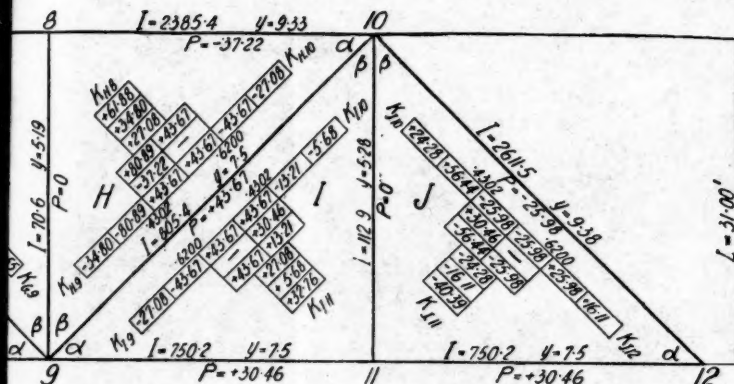 8
I=2385·4 y=9·33
10
P=-37·22
α
β
β
K_H8
+61·88
+34·80
-27·08
+80·89
-37·22
+43·67
—
K_H10
-34·80
-80·89
+43·67
+43·67
-43·67
-27·08
K_H9
·4302
·6200
H
I=70·6 y=5·19
P=0
I=805·4
y=7·5
P=+43·67
K_I10
·6200
·4302
-27·08
-43·67
+43·67
+43·67
-13·21
-5·68
K_I9
—
+30·46
+43·67
+13·21
+27·08
+5·68
+32·76
K_I11
I
I=112·9 y=5·28
P=0
J
K_J10
+24·28
+56·44
-25·98
-25·98
+25·98
+16·11
K_J12
·4302
·6200
+30·46
—
-56·44
-25·98
-24·28
-16·11
40·39
K_J11
I=2611·5
P=-25·98
y=9·38
L=31·00'
K_G9
α
β
β
α
α
9
I=750·2 y=7·5
11
I=750·2 y=7·5
12
P=+30·46
P=+30·46